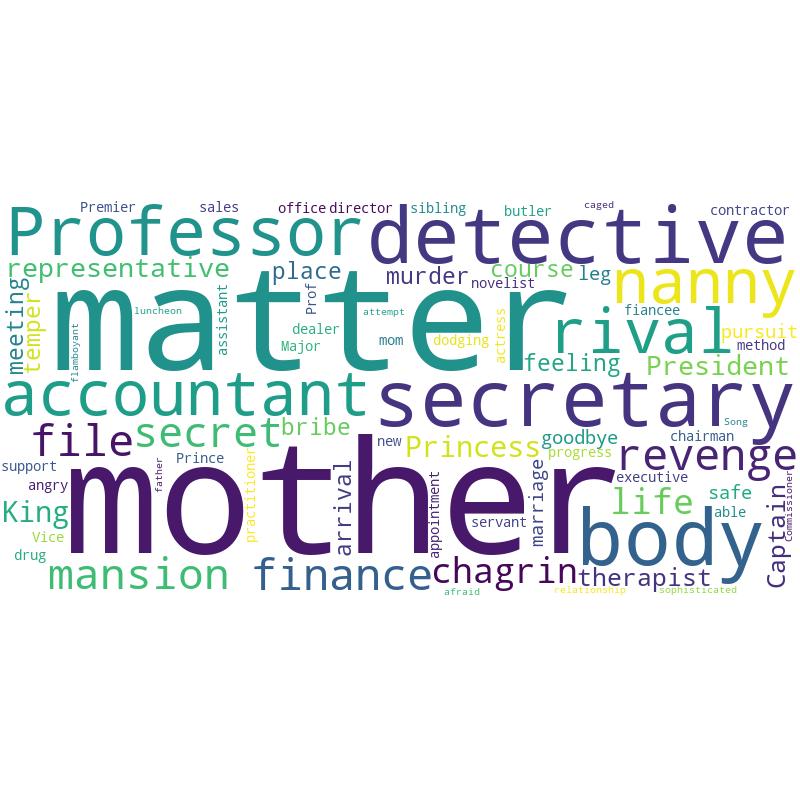 Premier
sales
office
director
sibling
butler
caged
contractor
Professor
detective
representative
place
murder
novelist
course
leg
nanny
meeting
temper
matter
luncheon
assistant
Prof
attempt
dealer
Major
mom
dodging
actress
rival
fiancee
pursuit
method
flamboyant
feeling
President
accountant
secretary
Song
file
secret
bribe
new
Princess
goodbye
progress
chairman
revenge
support
angry
Prince
father
practitioner
mother
arrival
appointment
servant
marriage
executive
life
safe
able
Captain
Commissioner
King
Vice
drug
body
mansion
finance
chagrin
therapist
afraid
relationship
sophisticated